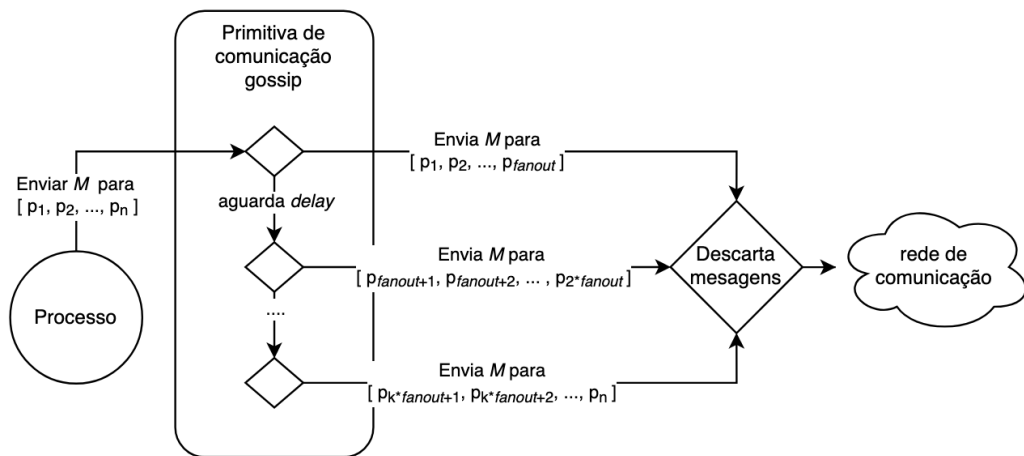 Primitiva de
comunicação
gossip
Enviar M para
[ p1, p2, ..., pn ]
Processo
aguarda delay
....
Envia M para
[ p1, p2, ..., pfanout]
Envia M para
[ pfanout+1, pfanout+2, ... , p2*fanout]
Envia M para
[ pk*fanout+1, pk*fanout+2, ..., pn ]
Descarta
mesagens
rede de
comunicação